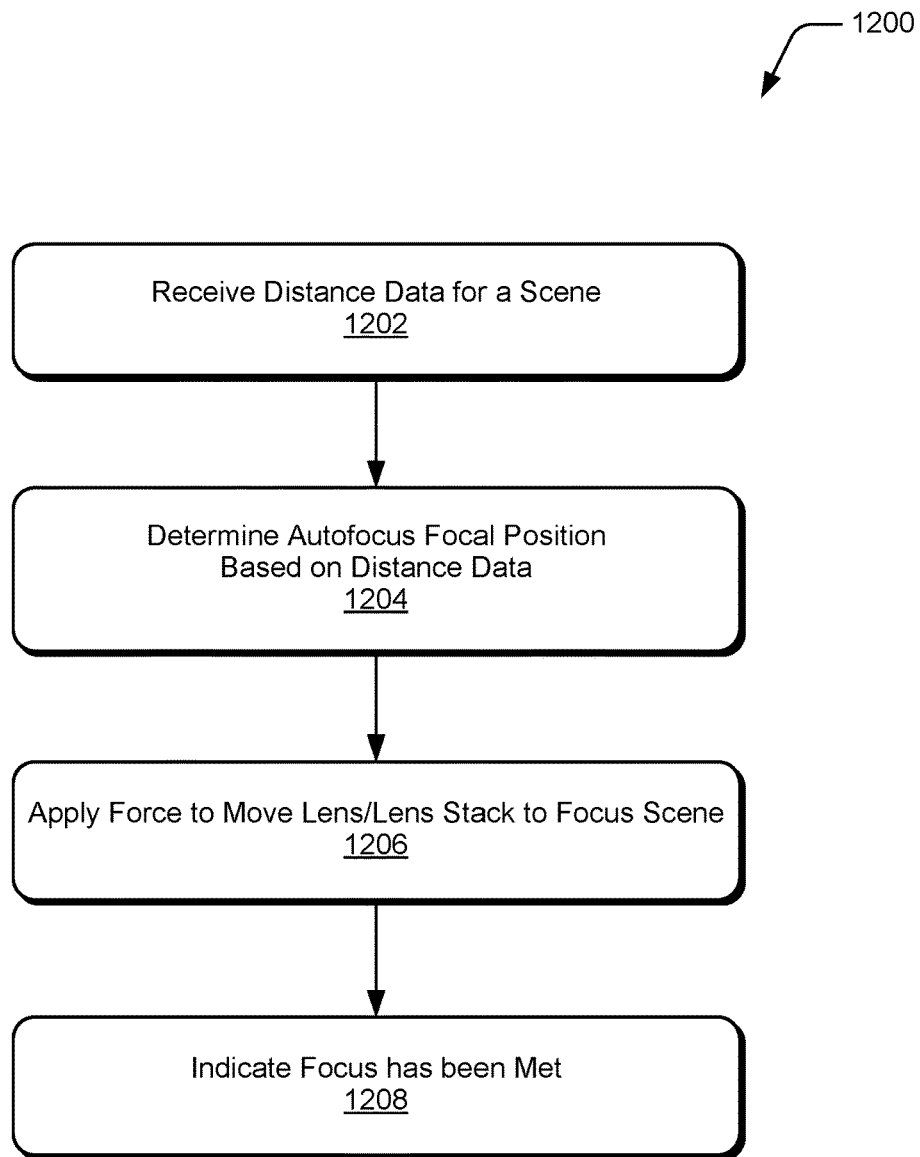 1200
Receive Distance Data for a Scene
1202
Determine Autofocus Focal Position
Based on Distance Data
1204
Apply Force to Move Lens/Lens Stack to Focus Scene
1206
Indicate Focus has been Met
1208